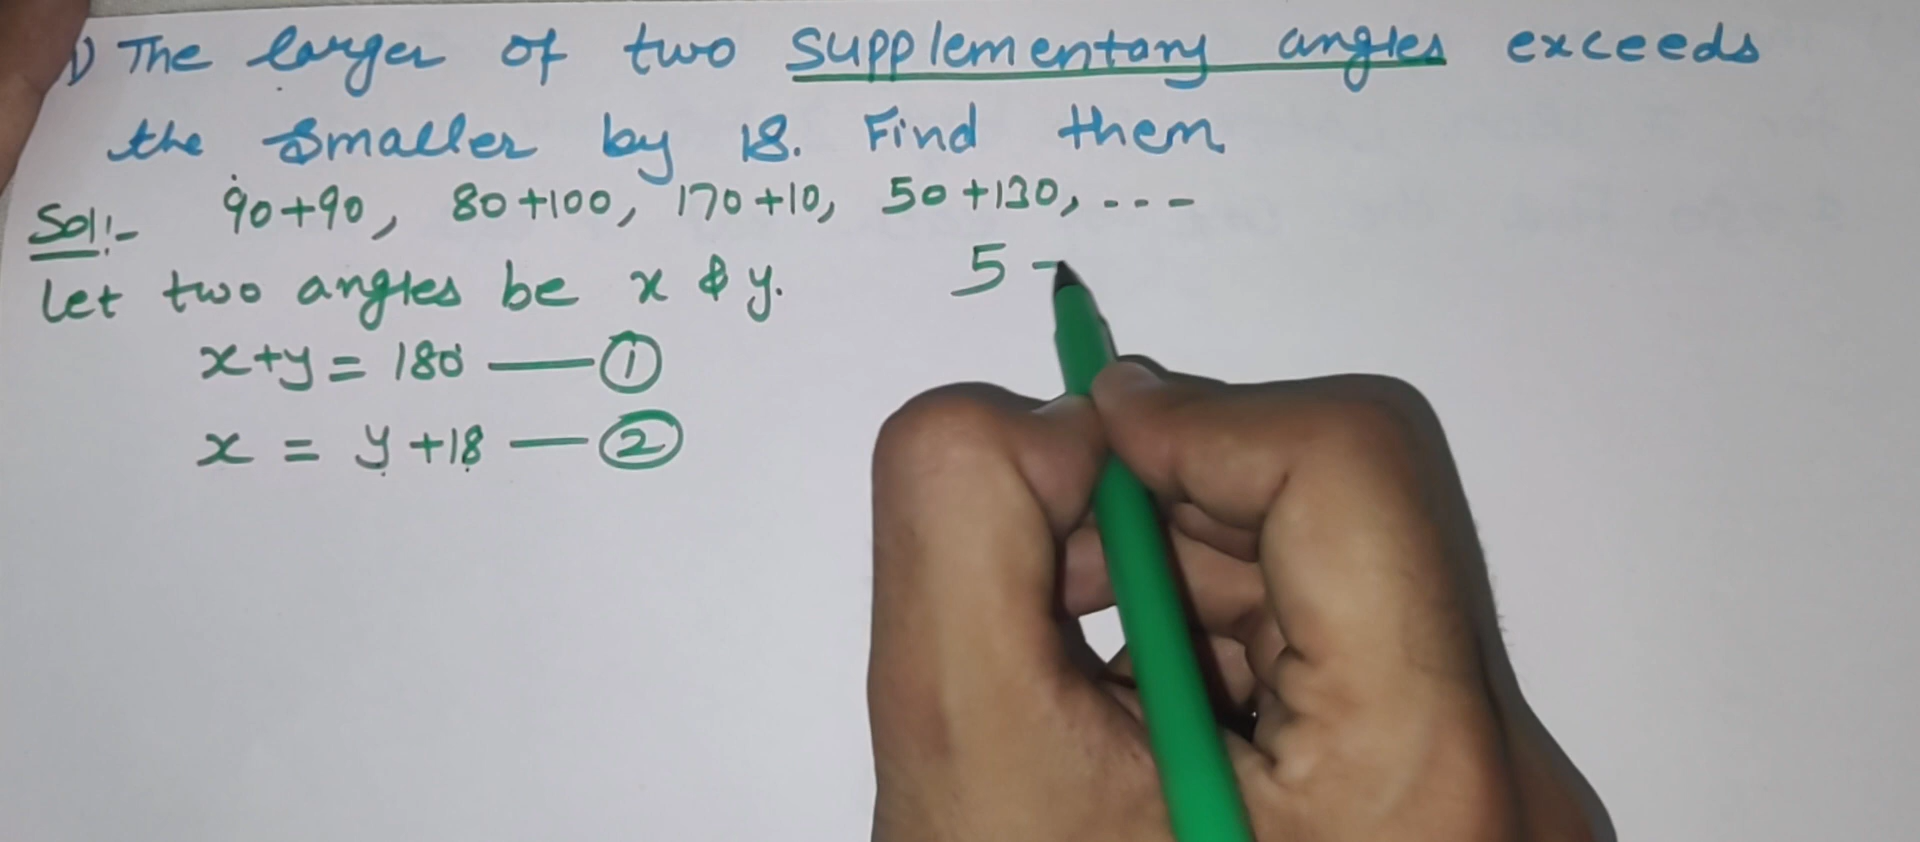 1) The larger of two supplementary angles exceeds
the smaller by 18. Find them
Sol:- 90+90, 80+100, 170+10, 50+130, ---
Let two angles be x & y.
5 -
x+y = 180 —— ①
x = y+18 — ②